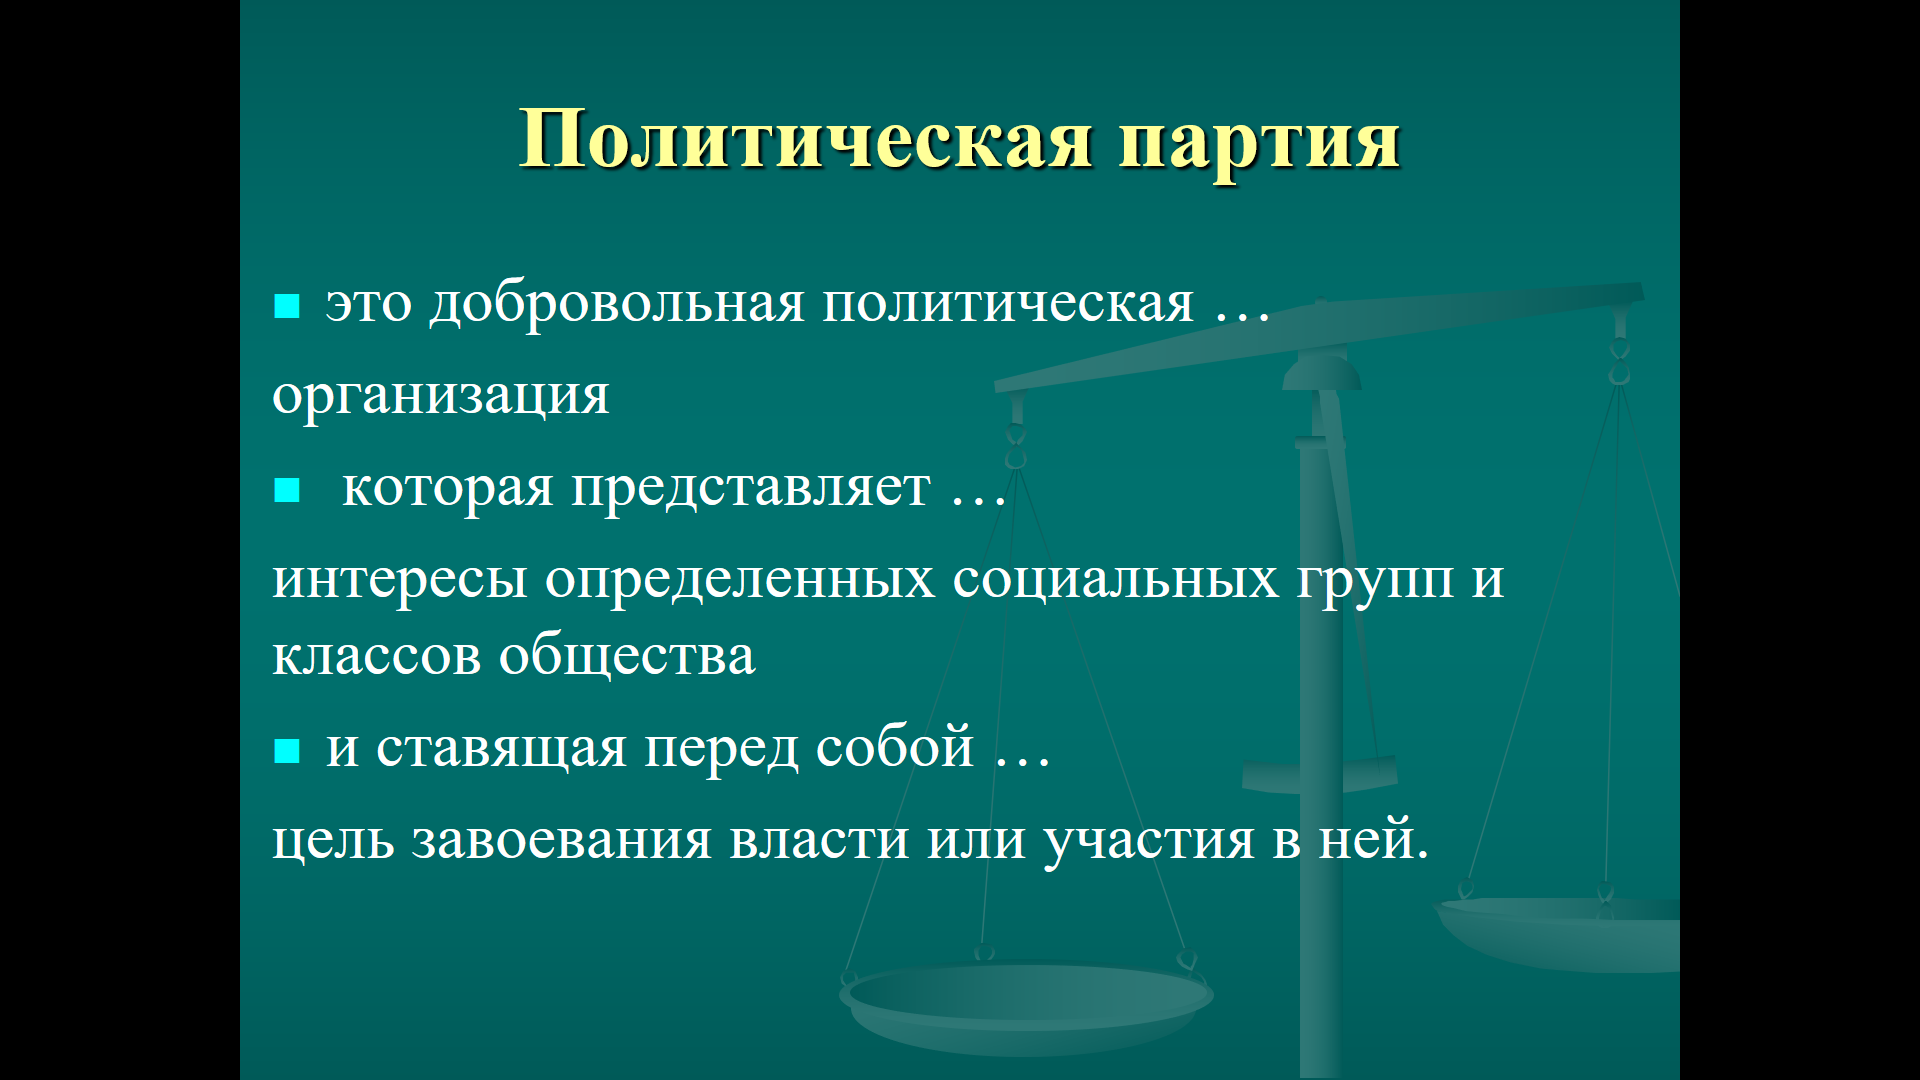 Политическая партия
это добровольная политическая …
организация
которая представляет …
интересы определенных социальных групп и
классов общества
и ставящая перед собой …
цель завоевания власти или участия в ней.